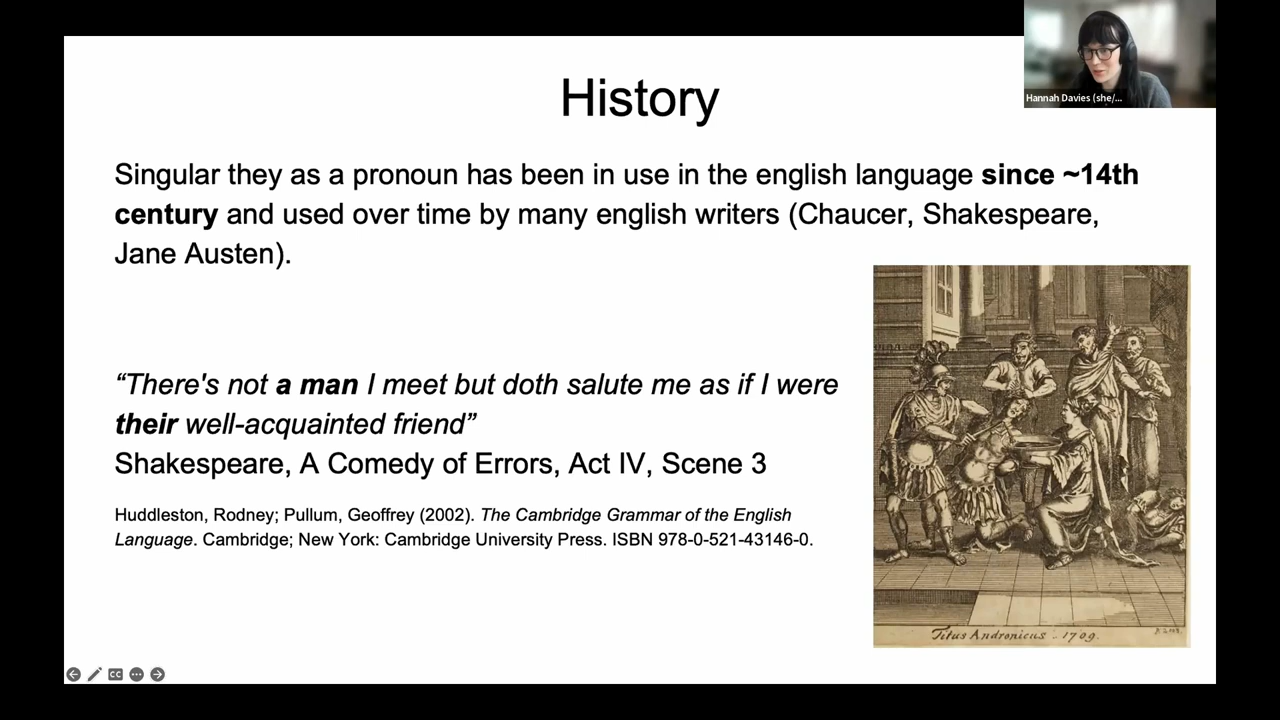 Hannah Davies (she/...
History
Singular they as a pronoun has been in use in the english language since ~14th
century and used over time by many english writers (Chaucer, Shakespeare,
Jane Austen).
“There's not a man I meet but doth salute me as if I were
their well-acquainted friend”
Shakespeare, A Comedy of Errors, Act IV, Scene 3
Huddleston, Rodney; Pullum, Geoffrey (2002). The Cambridge Grammar of the English
Language. Cambridge; New York: Cambridge University Press. ISBN 978-0-521-43146-0.
Titus Andronicus : 1709.
CC